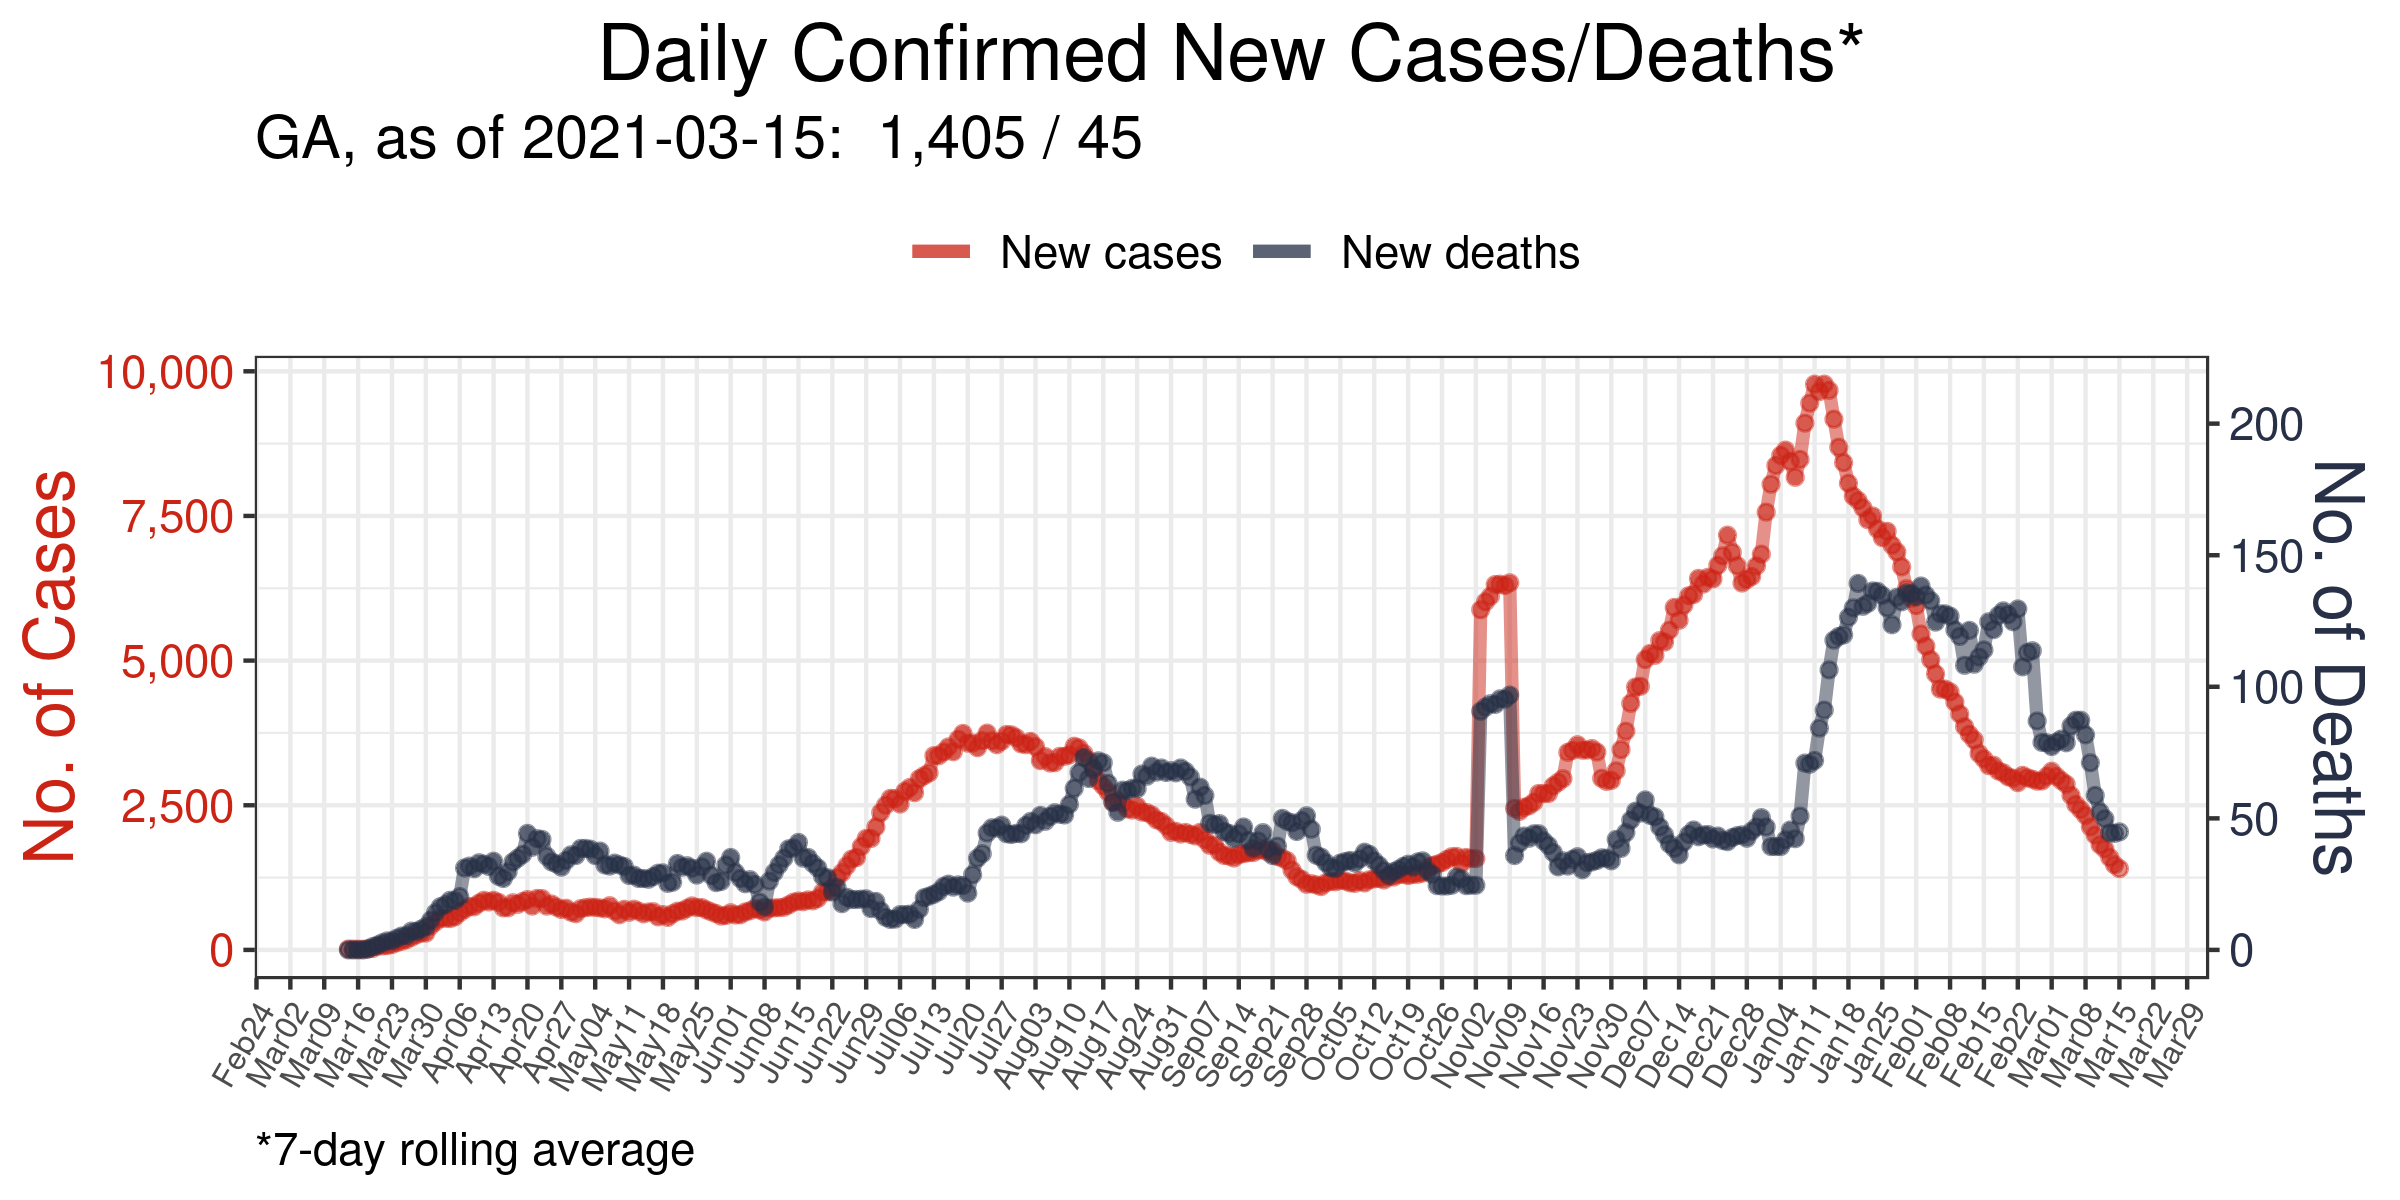 Daily Confirmed New Cases/Deaths*
GA, as of 2021-03-15:  1,405 / 45
New cases
New deaths
No. of Cases
10,000
7,500
5,000
2,500
0
200
150
100
50
0
No. of Deaths
Feb24
Mar02
Mar09
Mar16
Mar23
Mar30
Apr06
Apr13
Apr20
Apr27
May04
May11
May18
May25
Jun01
Jun08
Jun15
Jun22
Jun29
Jul06
Jul13
Jul20
Jul27
Aug03
Aug10
Aug17
Aug24
Aug31
Sep07
Sep14
Sep21
Sep28
Oct05
Oct12
Oct19
Oct26
Nov02
Nov09
Nov16
Nov23
Nov30
Dec07
Dec14
Dec21
Dec28
Jan04
Jan11
Jan18
Jan25
Feb01
Feb08
Feb15
Feb22
Mar01
Mar08
Mar15
Mar22
Mar29
*7-day rolling average